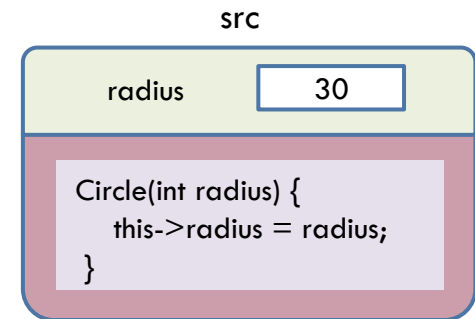 src
radius 30
Circle(int radius) {
this->radius = radius;
}